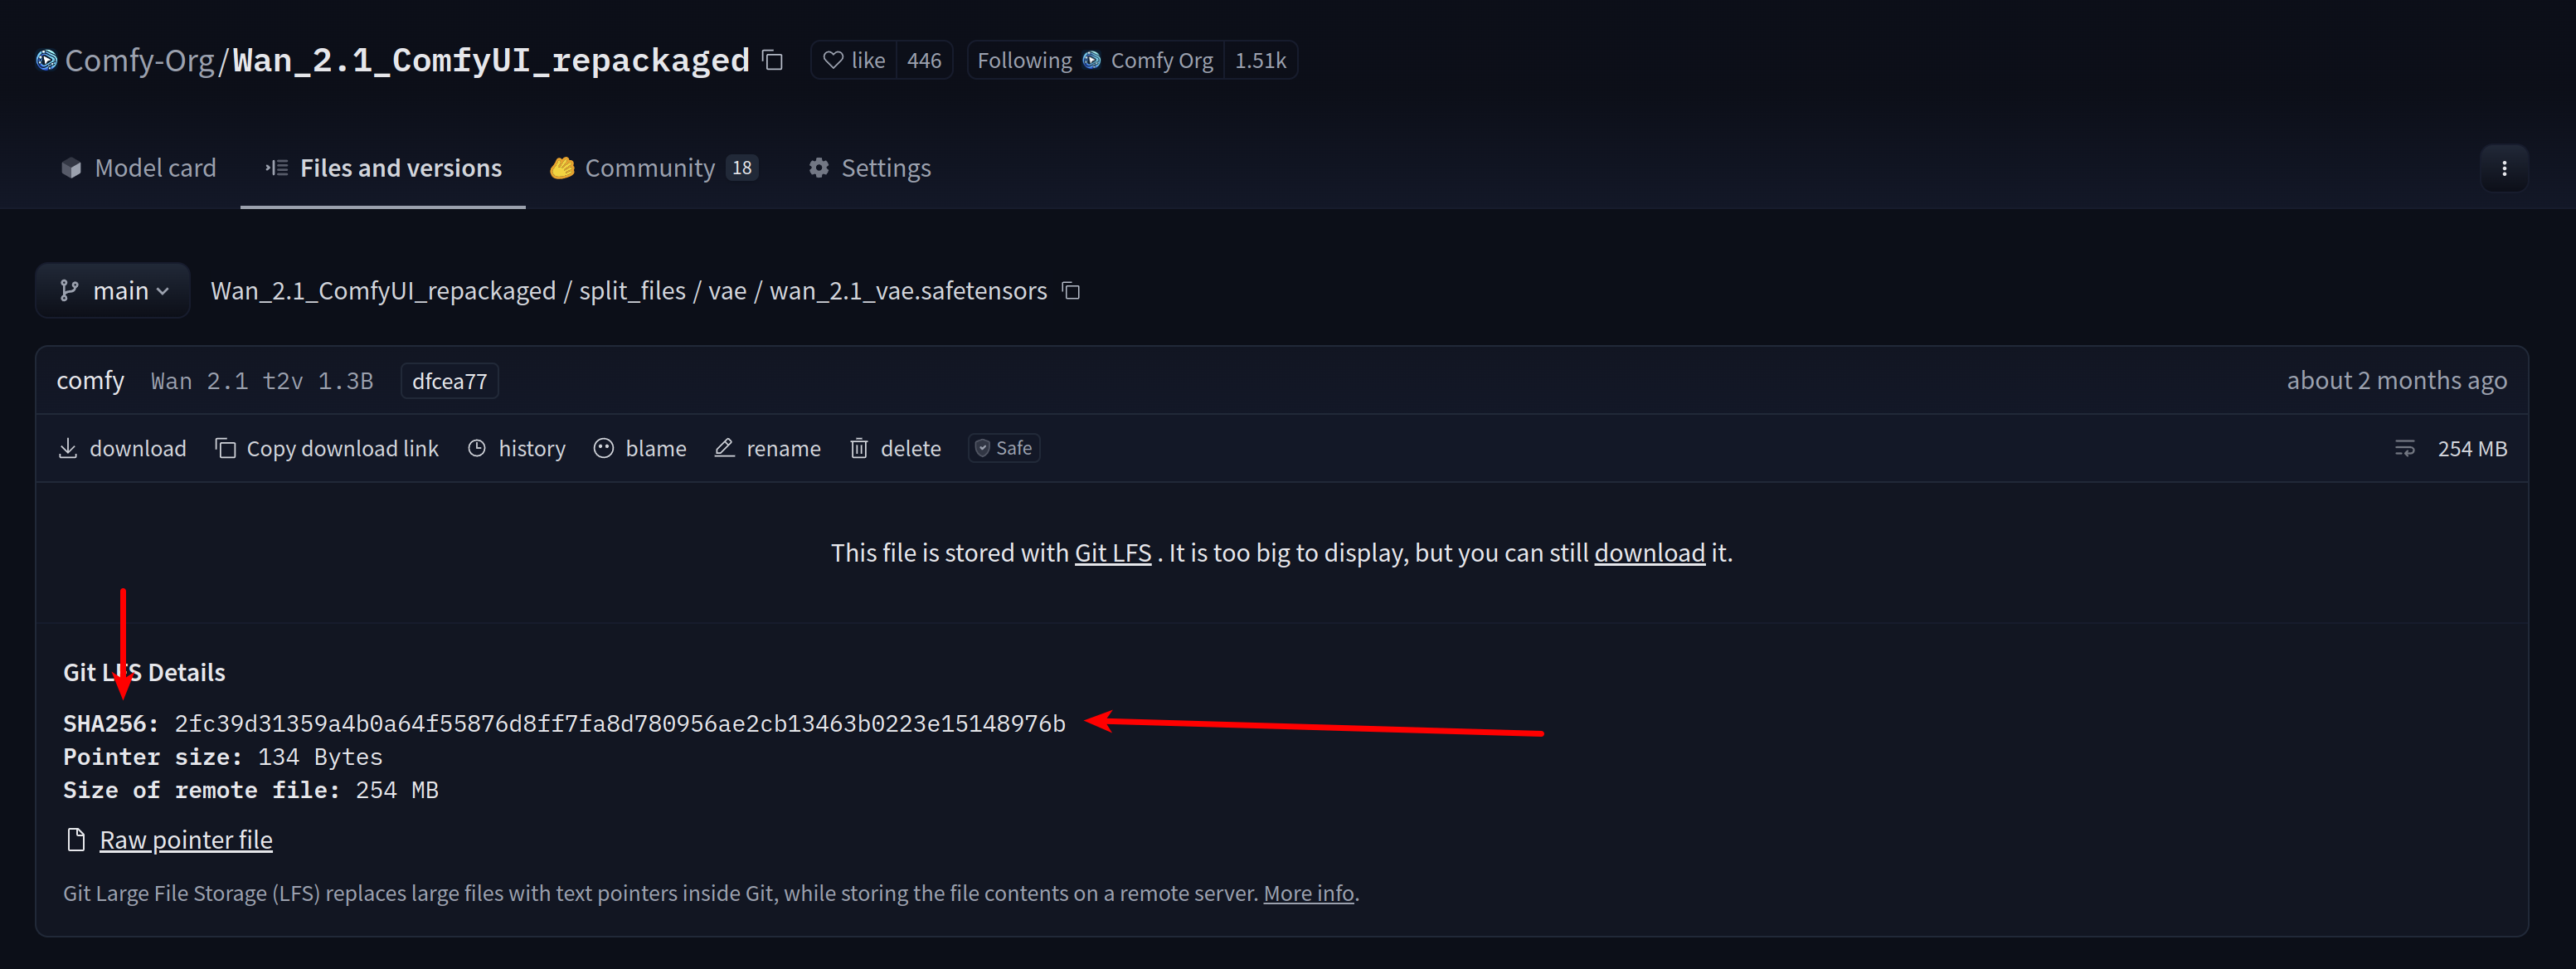 Comfy-Org/Wan_2.1_ComfyUI_repackaged like 446 Following Comfy Org 1.51k
Model card Files and versions Community 18 Settings
main Wan_2.1_ComfyUI_repackaged / split_files / vae / wan_2.1_vae.safetensors
comfy Wan 2.1 t2v 1.3B dfcea77 about 2 months ago
download Copy download link history blame rename delete Safe 254 MB
This file is stored with Git LFS . It is too big to display, but you can still download it.
Git LFS Details
SHA256: 2fc39d31359a4b0a64f55876d8ff7fa8d780956ae2cb13463b0223e15148976b
Pointer size: 134 Bytes
Size of remote file: 254 MB
Raw pointer file
Git Large File Storage (LFS) replaces large files with text pointers inside Git, while storing the file contents on a remote server. More info.